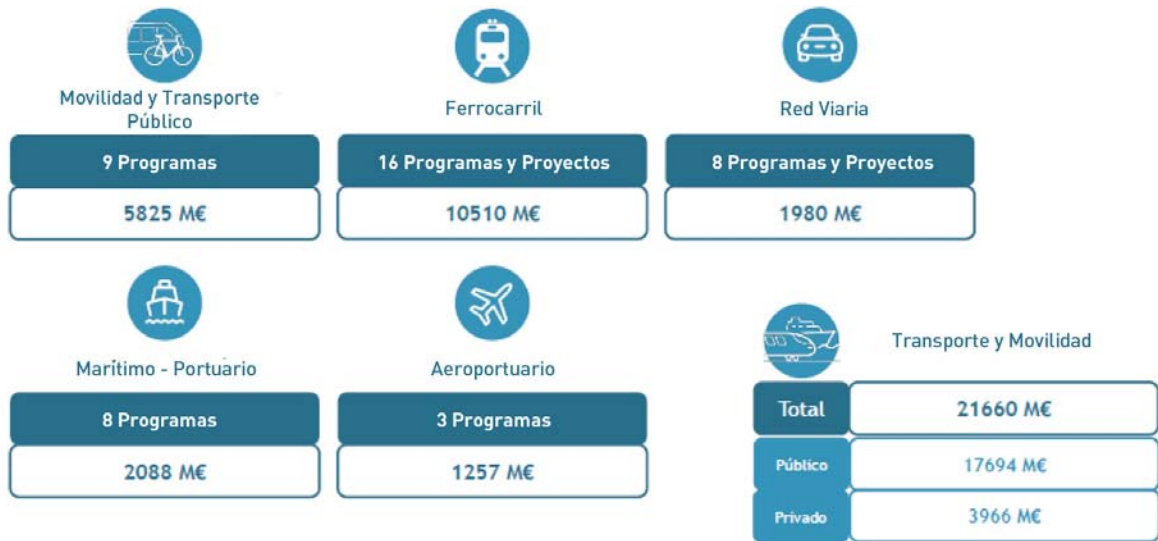 Movilidad y Transporte
Público
9 Programas
5825 M€
Ferrocarril
16 Programas y Proyectos
10510 M€
Red Viaria
8 Programas y Proyectos
1980 M€
Marítimo - Portuario
8 Programas
2088 M€
Aeroportuario
3 Programas
1257 M€
Transporte y Movilidad
Total 21660 M€
Público 17694 M€
Privado 3966 M€